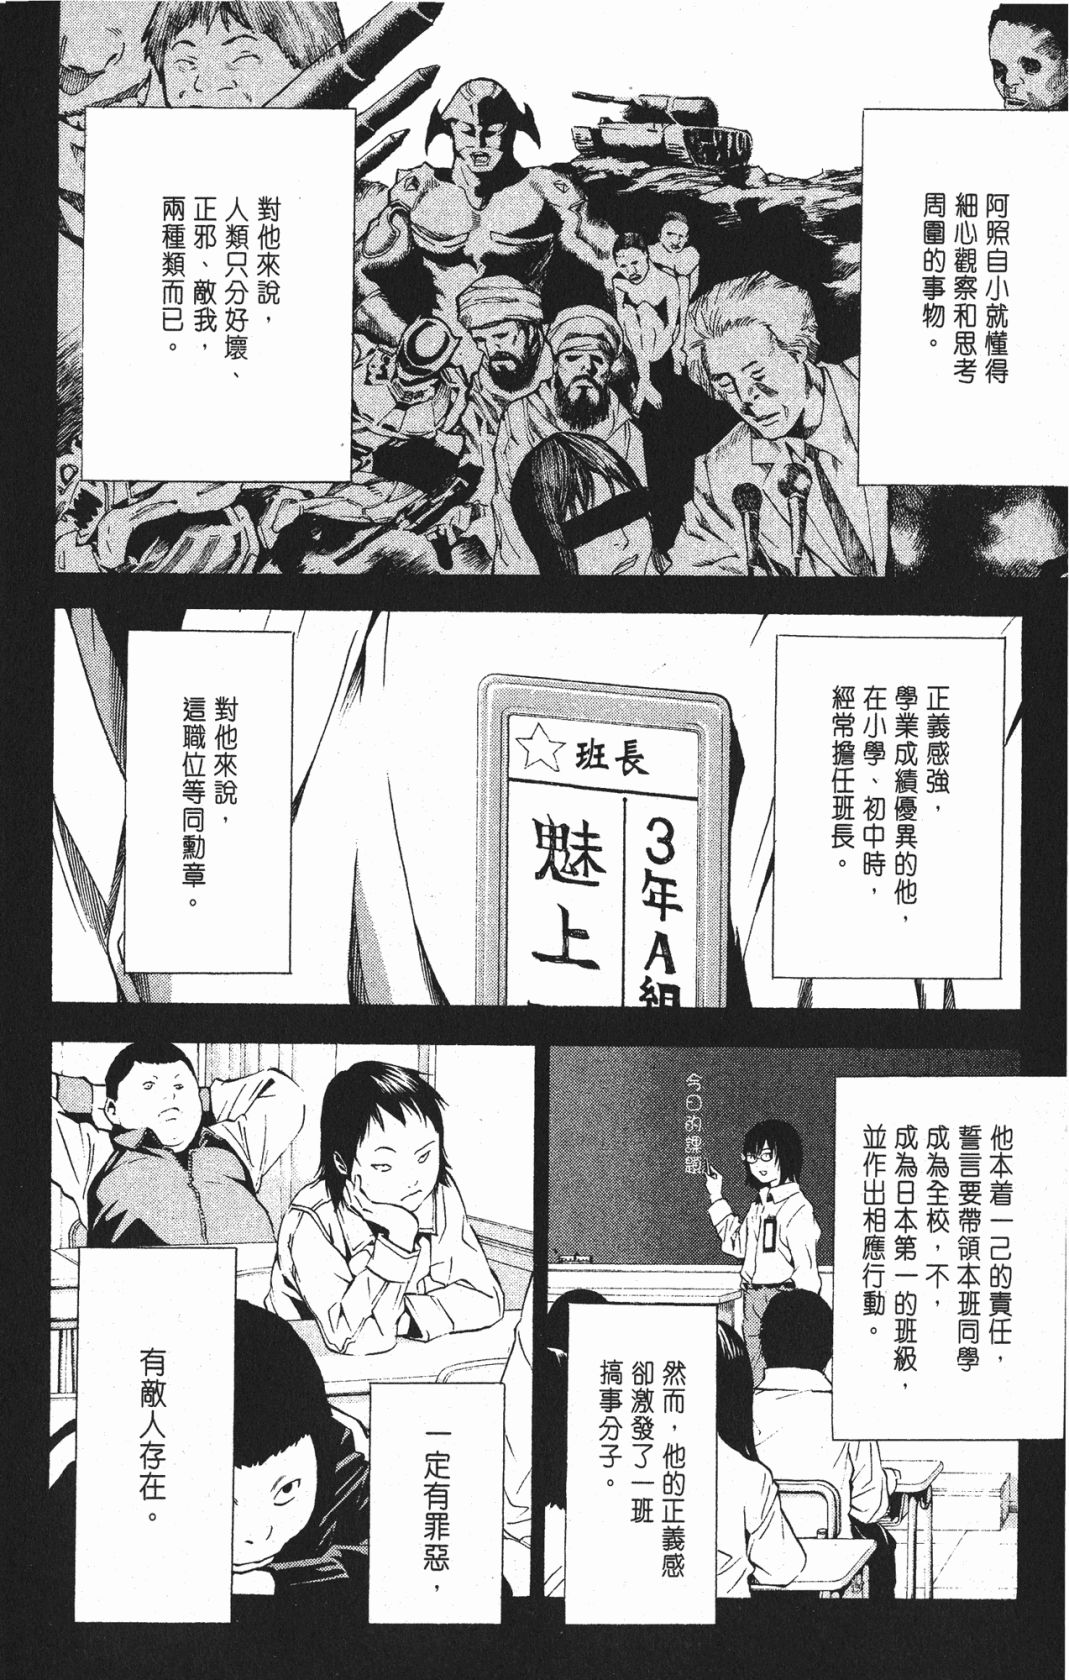 阿照自小就懂得
細心觀察和思考
周圍的事物。
對他來說，
人類只分好壞、
正邪、敵我，
兩種類而已。
正義感強，
學業成績優異的他，
在小學、初中時，
經常擔任班長。
班長
3年A組
魅上
對他來說，
這職位等同勳章。
他本着一己的責任，
誓言要帶領本班同學
成為全校，不，
成為日本第一的班級，
並作出相應行動。
今日的課題
然而，他的正義感
卻激發了一班
搞事分子。
一定有罪惡，
有敵人存在。